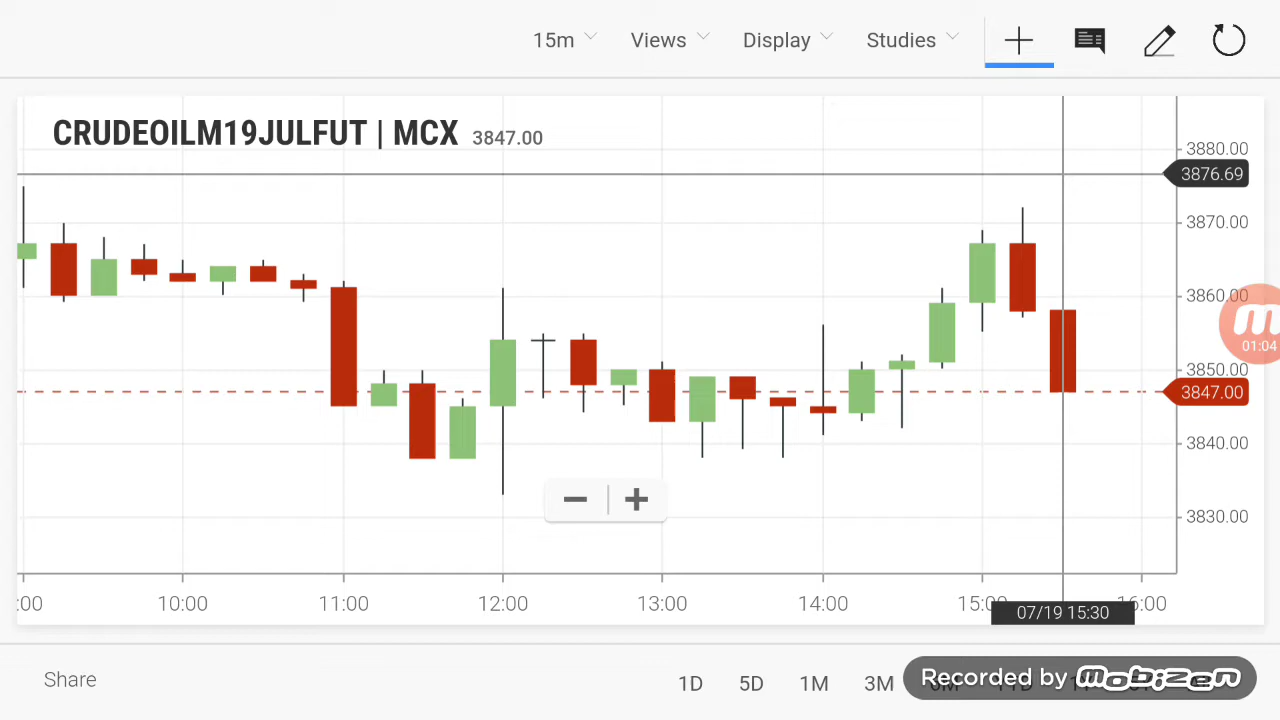 15m Views Display Studies
CRUDEOILM19JULFUT | MCX 3847.00
3880.00
3876.69
3870.00
3860.00
01:04
3850.00
3847.00
3840.00
3830.00
:00 10:00 11:00 12:00 13:00 14:00 15:00 16:00
07/19 15:30
Share 1D 5D 1M 3M
Recorded by mobizen